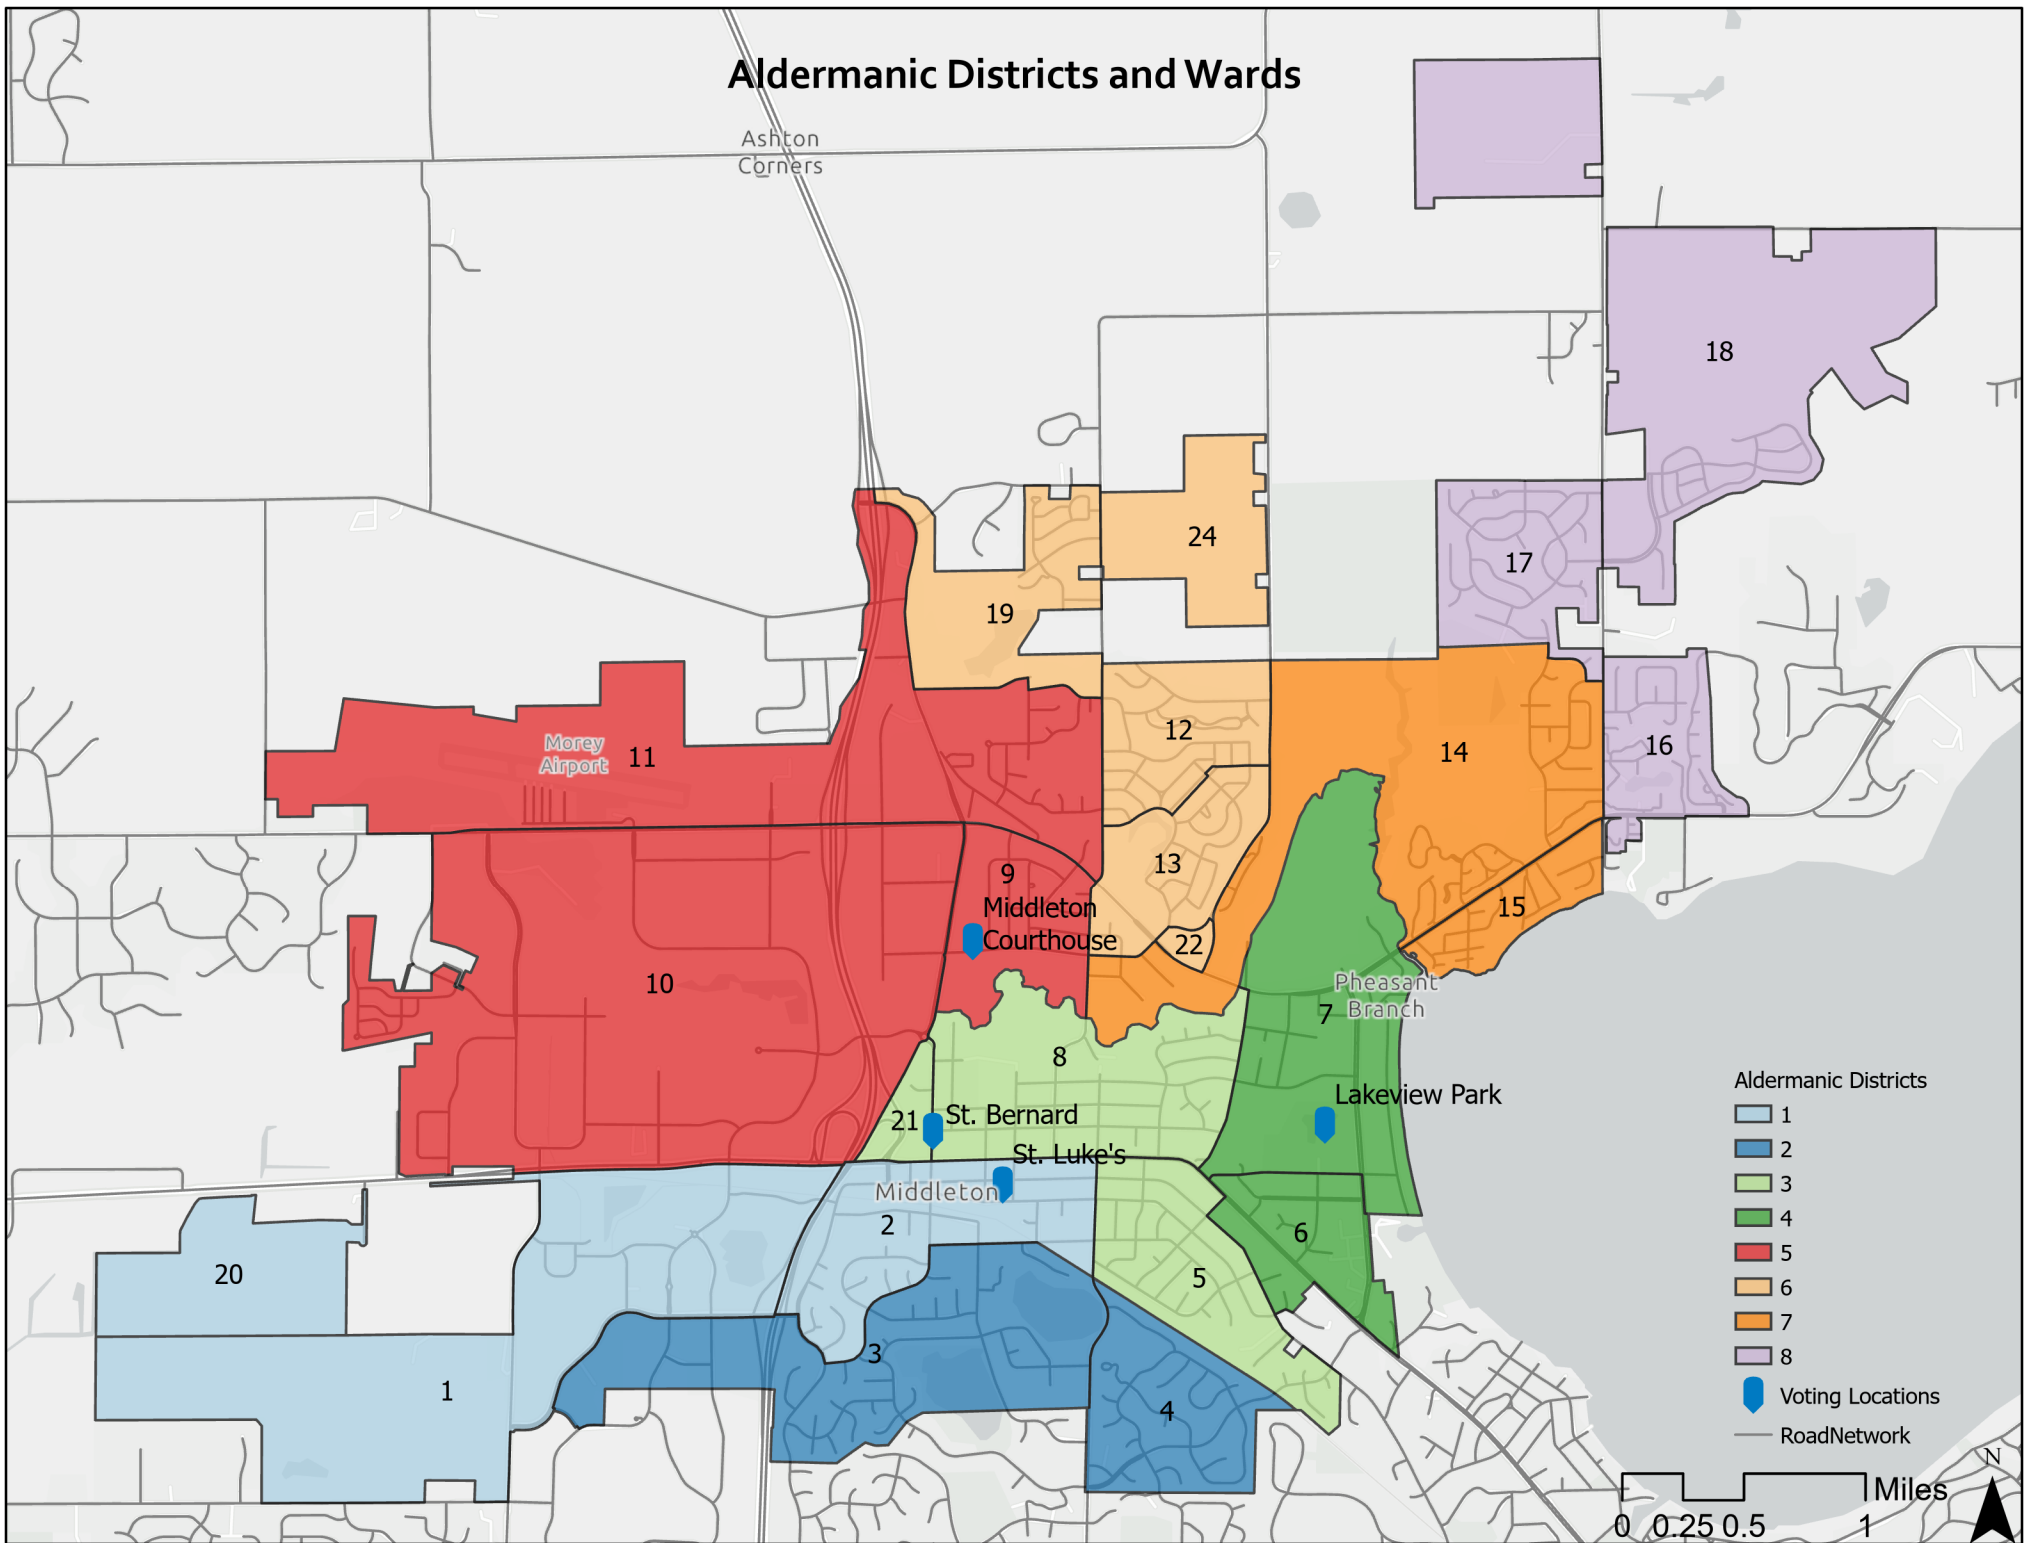 Aldermanic Districts and Wards
Ashton
Corners
18
24
17
19
12
16
Morey
Airport
11
14
13
9
Middleton
Courthouse
22
15
10
Pheasant
Branch
7
8
Lakeview Park
21
St. Bernard
St. Luke's
Middleton
2
6
20
5
3
1
4
Aldermanic Districts
1
2
3
4
5
6
7
8
Voting Locations
RoadNetwork
N
Miles
0 0.25 0.5 1